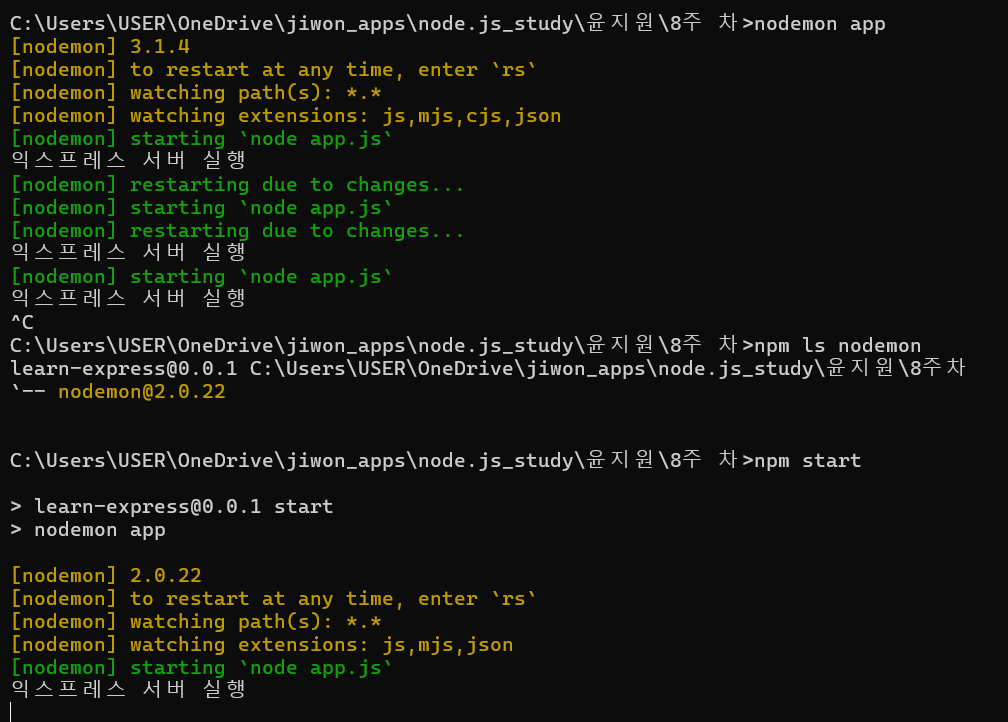 C:\Users\USER\OneDrive\jiwon_apps\node.js_study\윤지원\8주 차>nodemon app
[nodemon] 3.1.4
[nodemon] to restart at any time, enter `rs`
[nodemon] watching path(s): *.*
[nodemon] watching extensions: js,mjs,cjs,json
[nodemon] starting `node app.js`
익스프레스 서버 실행
[nodemon] restarting due to changes...
[nodemon] starting `node app.js`
[nodemon] restarting due to changes...
익스프레스 서버 실행
[nodemon] starting `node app.js`
익스프레스 서버 실행
^C
C:\Users\USER\OneDrive\jiwon_apps\node.js_study\윤지원\8주 차>npm ls nodemon
learn-express@0.0.1 C:\Users\USER\OneDrive\jiwon_apps\node.js_study\윤지원\8주차
`-- nodemon@2.0.22
C:\Users\USER\OneDrive\jiwon_apps\node.js_study\윤지원\8주 차>npm start
> learn-express@0.0.1 start
> nodemon app
[nodemon] 2.0.22
[nodemon] to restart at any time, enter `rs`
[nodemon] watching path(s): *.*
[nodemon] watching extensions: js,mjs,json
[nodemon] starting `node app.js`
익스프레스 서버 실행